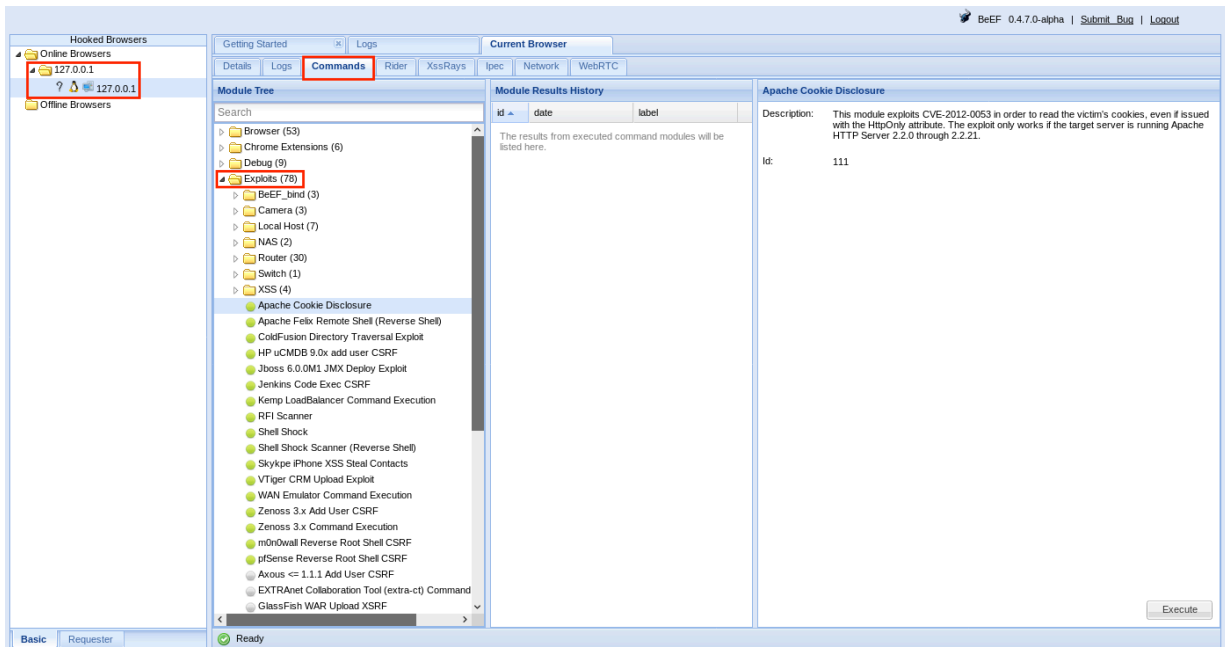 BeEF 0.4.7.0-alpha | Submit Bug | Logout
Hooked Browsers
Online Browsers
127.0.0.1
? 127.0.0.1
Offline Browsers
Basic Requester
Getting Started Logs Current Browser
Details Logs Commands Rider XssRays Ipec Network WebRTC
Module Tree
Search
Browser (53)
Chrome Extensions (6)
Debug (9)
Exploits (78)
BeEF_bind (3)
Camera (3)
Local Host (7)
NAS (2)
Router (30)
Switch (1)
XSS (4)
Apache Cookie Disclosure
Apache Felix Remote Shell (Reverse Shell)
ColdFusion Directory Traversal Exploit
HP uCMDB 9.0x add user CSRF
Jboss 6.0.0M1 JMX Deploy Exploit
Jenkins Code Exec CSRF
Kemp LoadBalancer Command Execution
RFI Scanner
Shell Shock
Shell Shock Scanner (Reverse Shell)
Skykpe iPhone XSS Steal Contacts
VTiger CRM Upload Exploit
WAN Emulator Command Execution
Zenoss 3.x Add User CSRF
Zenoss 3.x Command Execution
m0n0wall Reverse Root Shell CSRF
pfSense Reverse Root Shell CSRF
Axous <= 1.1.1 Add User CSRF
EXTRAnet Collaboration Tool (extra-ct) Command
GlassFish WAR Upload XSRF
Module Results History
id date label
The results from executed command modules will be
listed here.
Apache Cookie Disclosure
Description: This module exploits CVE-2012-0053 in order to read the victim's cookies, even if issued
with the HttpOnly attribute. The exploit only works if the target server is running Apache
HTTP Server 2.2.0 through 2.2.21.
Id: 111
Execute
Ready